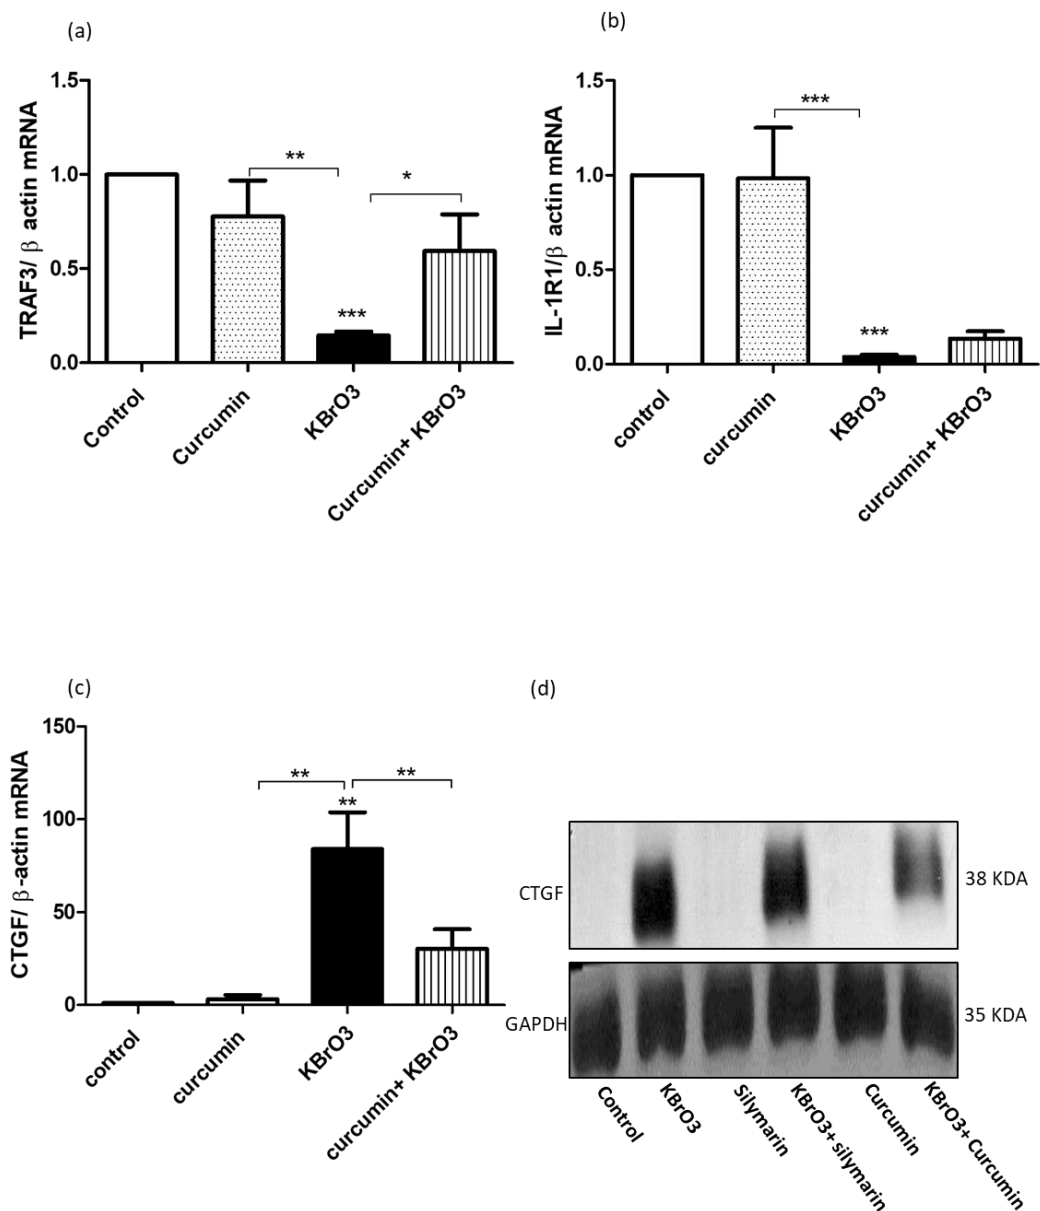 (a)
TRAF3/ β actin mRNA
1.5
1.0
0.5
0.0
**
*
***
Control
Curcumin
KBrO3
Curcumin+ KBrO3
(b)
IL-1R1/β actin mRNA
1.5
1.0
0.5
0.0
***
***
control
curcumin
KBrO3
curcumin+ KBrO3
(c)
CTGF/ β-actin mRNA
150
100
50
0
**
**
**
control
curcumin
KBrO3
curcumin+ KBrO3
(d)
CTGF
38 KDA
GAPDH
35 KDA
Control
KBrO3
Silymarin
KBrO3+ silymarin
Curcumin
KBrO3+ Curcumin